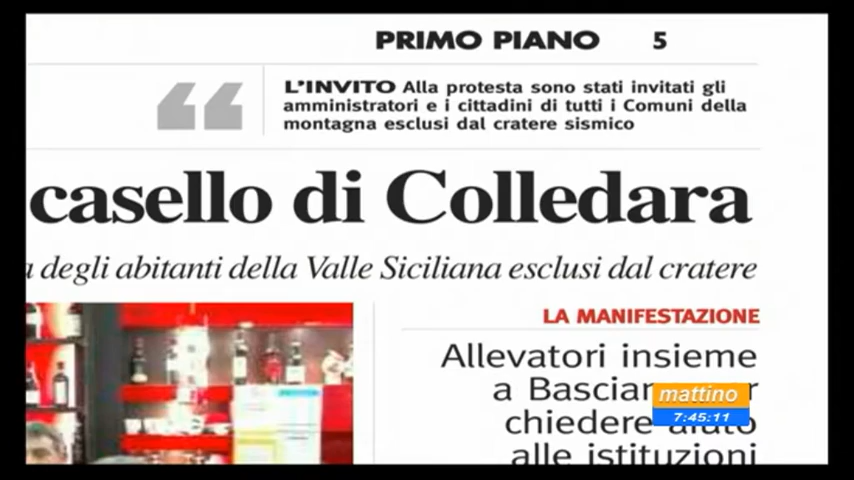 PRIMO PIANO 5
L'INVITO Alla protesta sono stati invitati gli
amministratori e i cittadini di tutti i Comuni della
montagna esclusi dal cratere sismico
casello di Colledara
degli abitanti della Valle Siciliana esclusi dal cratere
LA MANIFESTAZIONE
Allevatori insieme
a
chiedere aiuto
alle istituzioni
mattino
7:45:11